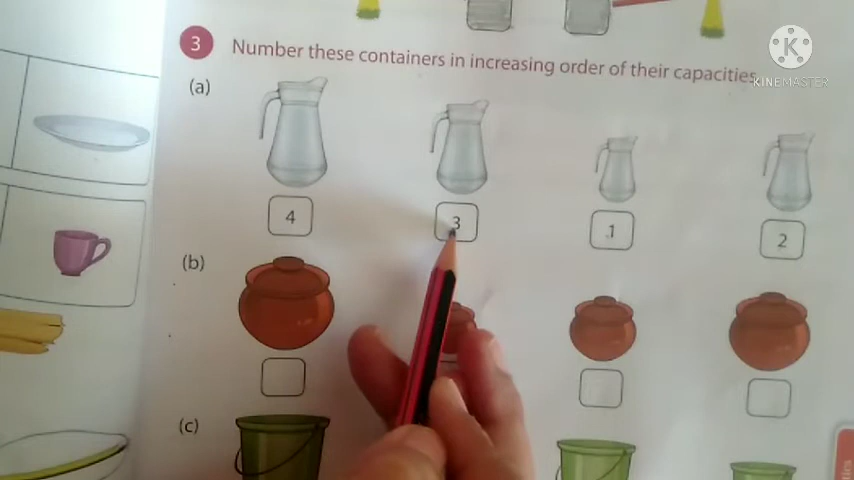 3 Number these containers in increasing order of their capacities.
K
KINEMASTER
(a)
4 3 1 2
(b)
(c)